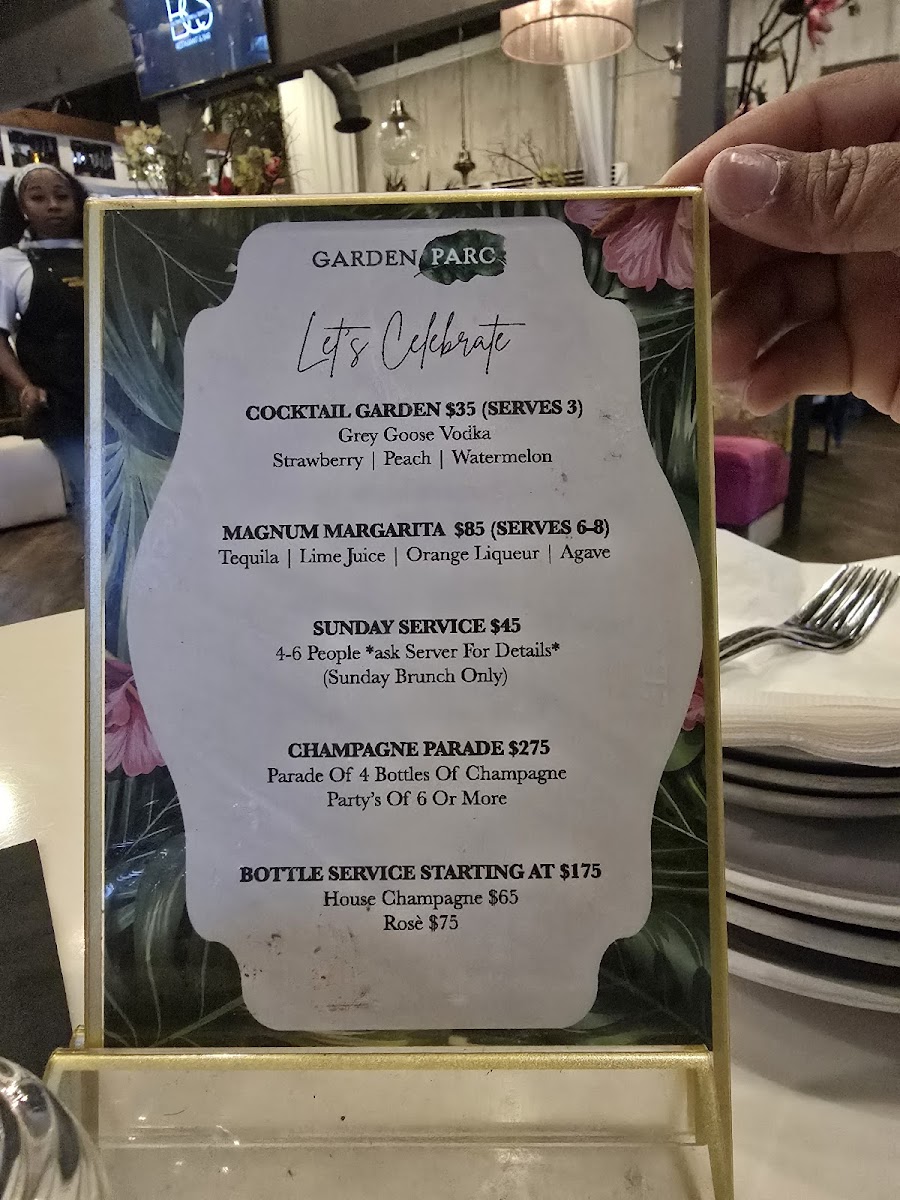 BCS
RESTAURANT & BAR
GARDEN PARC
Let's Celebrate
COCKTAIL GARDEN $35 (SERVES 3)
Grey Goose Vodka
Strawberry | Peach | Watermelon
MAGNUM MARGARITA $85 (SERVES 6-8)
Tequila | Lime Juice | Orange Liqueur | Agave
SUNDAY SERVICE $45
4-6 People *ask Server For Details*
(Sunday Brunch Only)
CHAMPAGNE PARADE $275
Parade Of 4 Bottles Of Champagne
Party's Of 6 Or More
BOTTLE SERVICE STARTING AT $175
House Champagne $65
Rosè $75